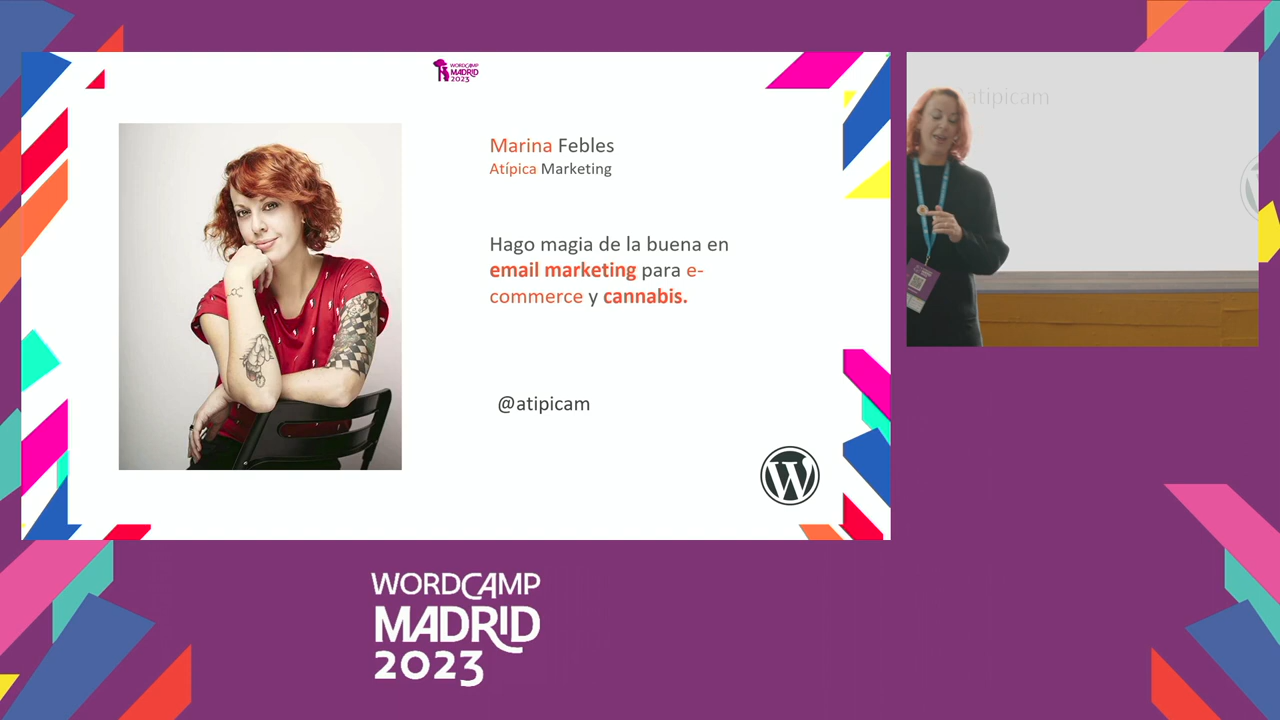 WORDCAMP
MADRID
2023
Marina Febles
Atípica Marketing
Hago magia de la buena en
email marketing para e-
commerce y cannabis.
@atipicam
atipicam
WORDCAMP
MADRID
2023